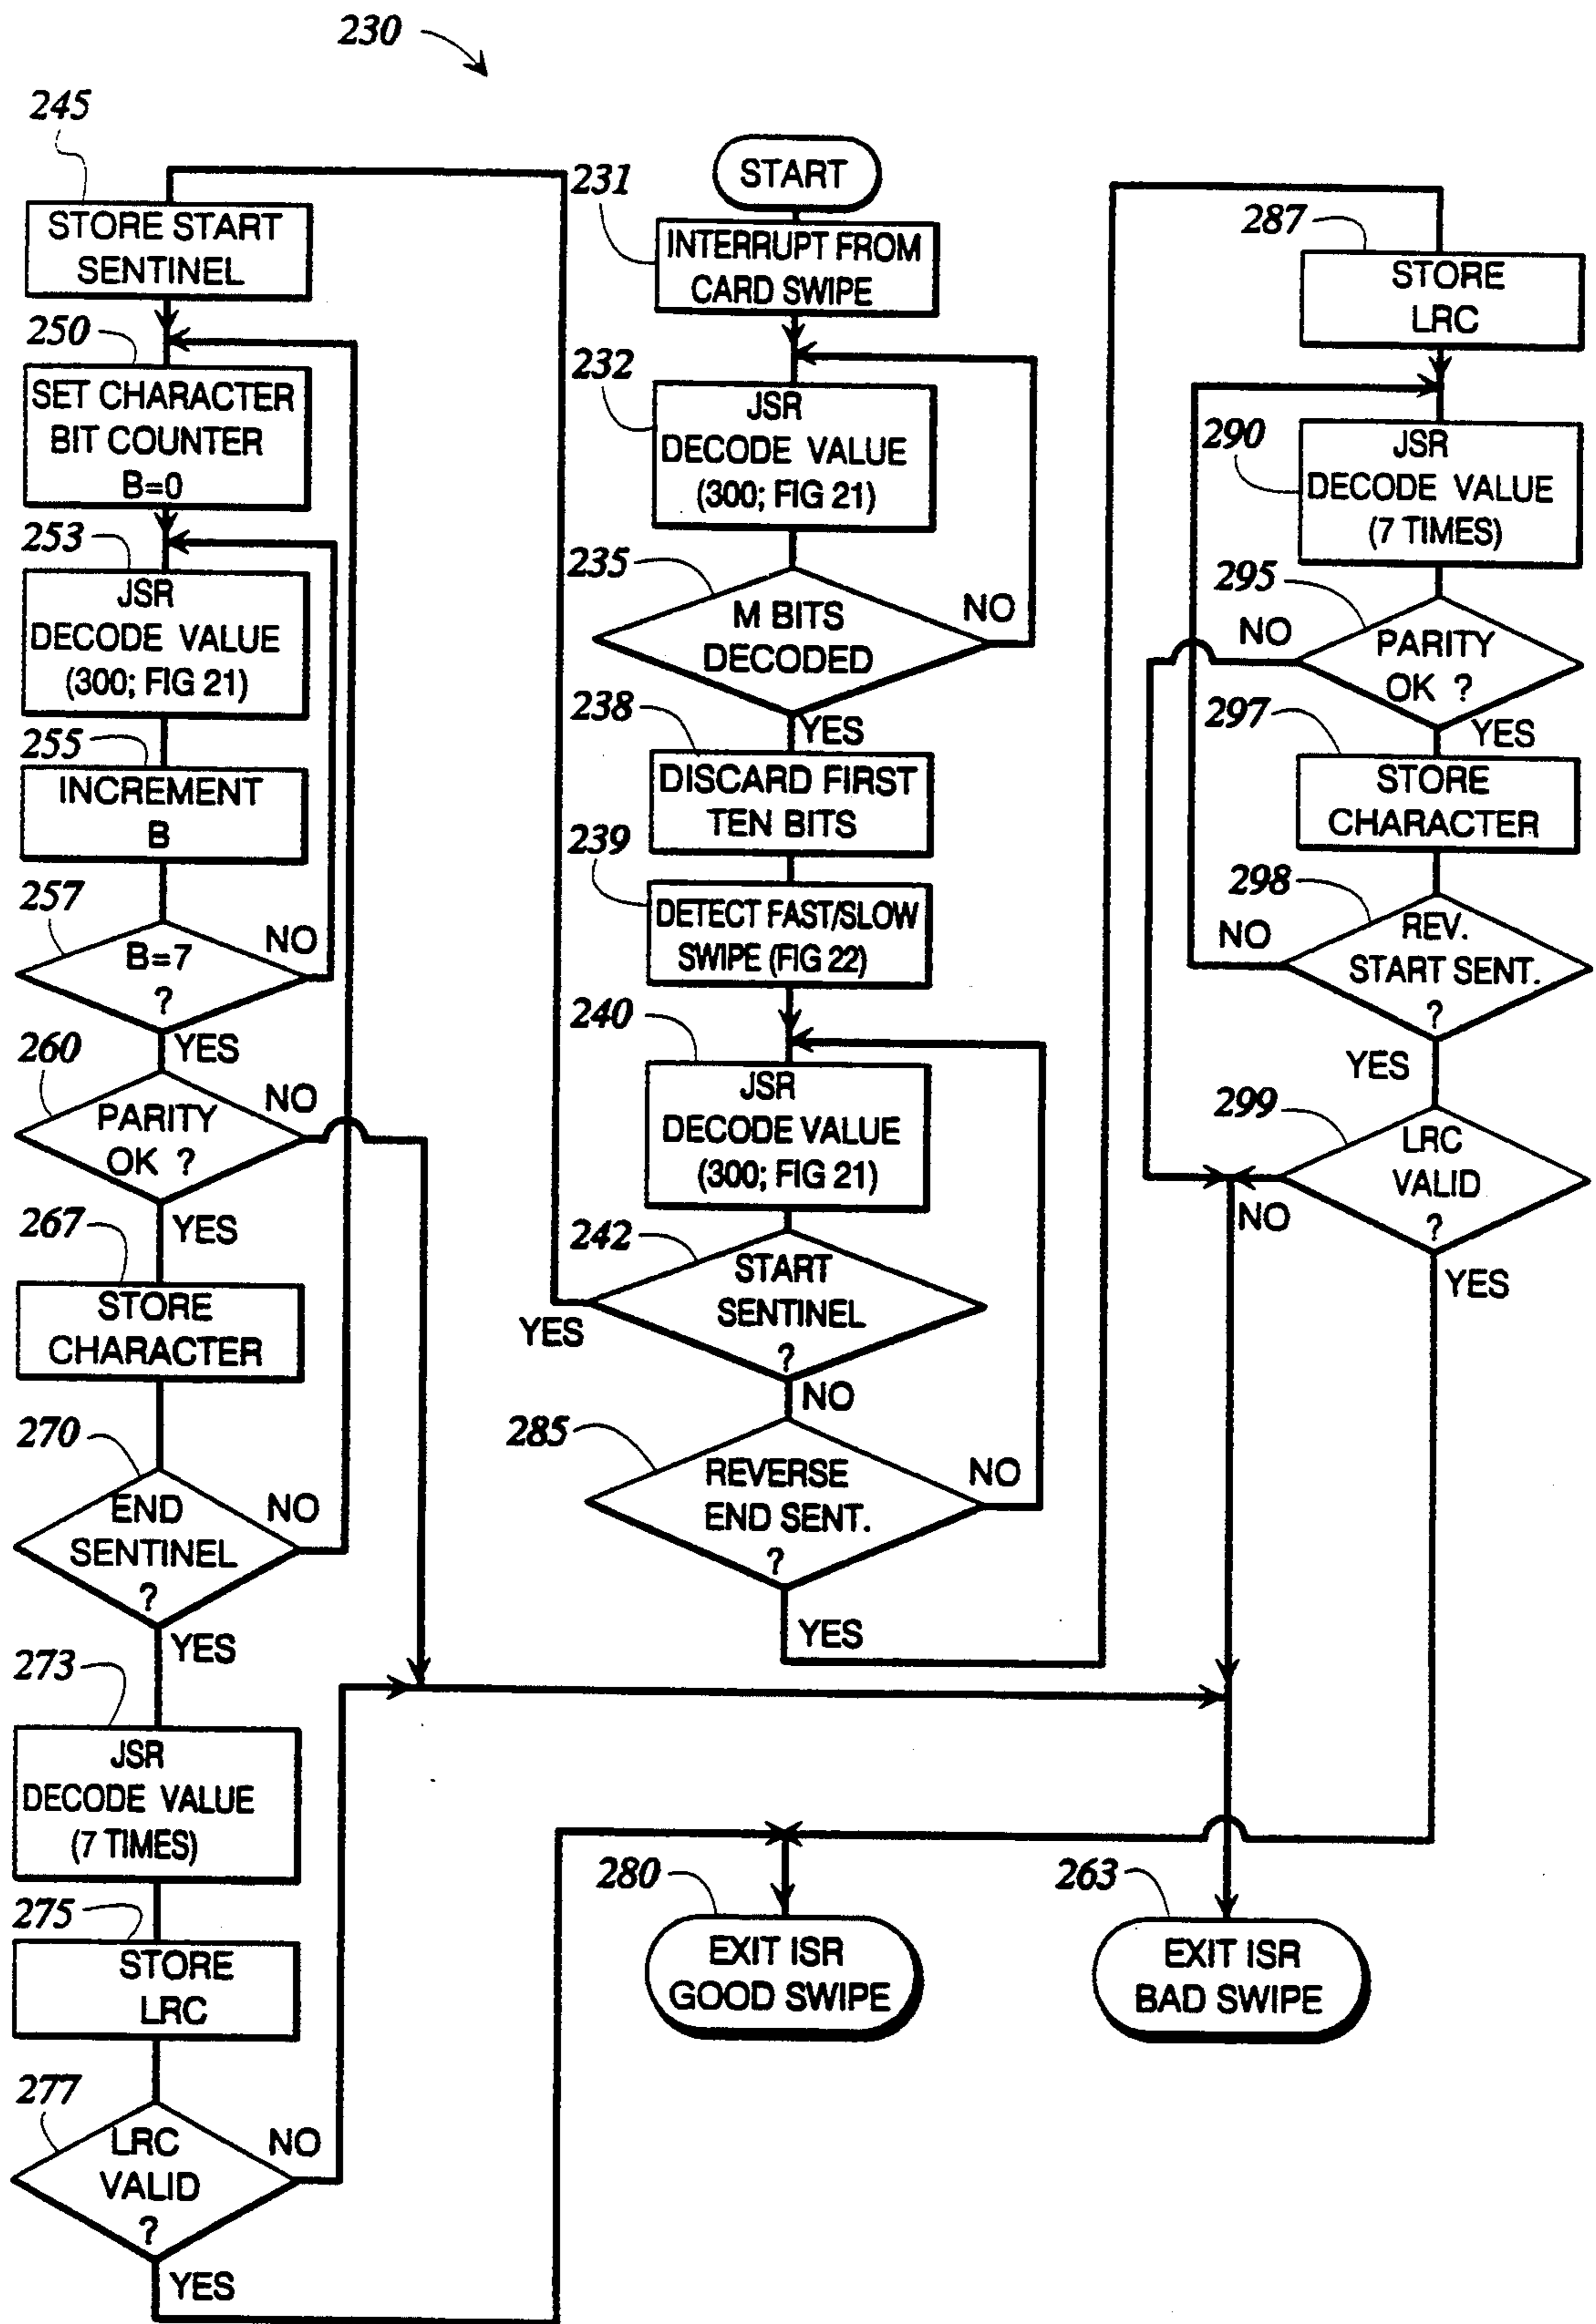 230
245
STORE START
SENTINEL
250
SET CHARACTER
BIT COUNTER
B=0
253
JSR
DECODE VALUE
(300; FIG 21)
255
INCREMENT
B
257
B=7
?
NO
YES
260
PARITY
OK ?
NO
YES
267
STORE
CHARACTER
270
END
SENTINEL
?
NO
YES
273
JSR
DECODE VALUE
(7 TIMES)
275
STORE
LRC
277
LRC
VALID
?
NO
YES
START
231
INTERRUPT FROM
CARD SWIPE
232
JSR
DECODE VALUE
(300; FIG 21)
235
M BITS
DECODED
NO
YES
238
DISCARD FIRST
TEN BITS
239
DETECT FAST/SLOW
SWIPE (FIG 22)
240
JSR
DECODE VALUE
(300; FIG 21)
242
START
SENTINEL
?
YES
NO
285
REVERSE
END SENT.
?
NO
YES
280
EXIT ISR
GOOD SWIPE
287
STORE
LRC
290
JSR
DECODE VALUE
(7 TIMES)
295
PARITY
OK ?
NO
YES
297
STORE
CHARACTER
298
REV.
START SENT.
?
NO
YES
299
LRC
VALID
?
NO
YES
263
EXIT ISR
BAD SWIPE